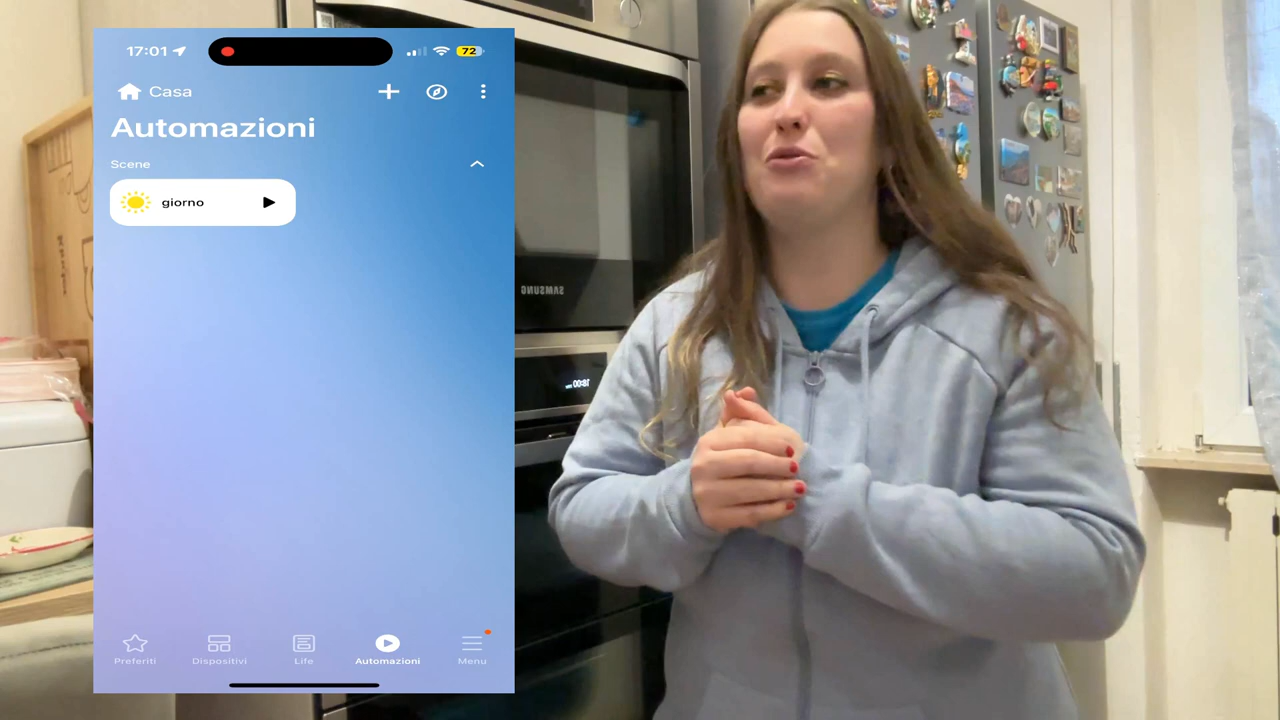 17:01
72
Casa
Automazioni
Scene
giorno
Preferiti
Dispositivi
Life
Automazioni
Menu
SAMSUNG